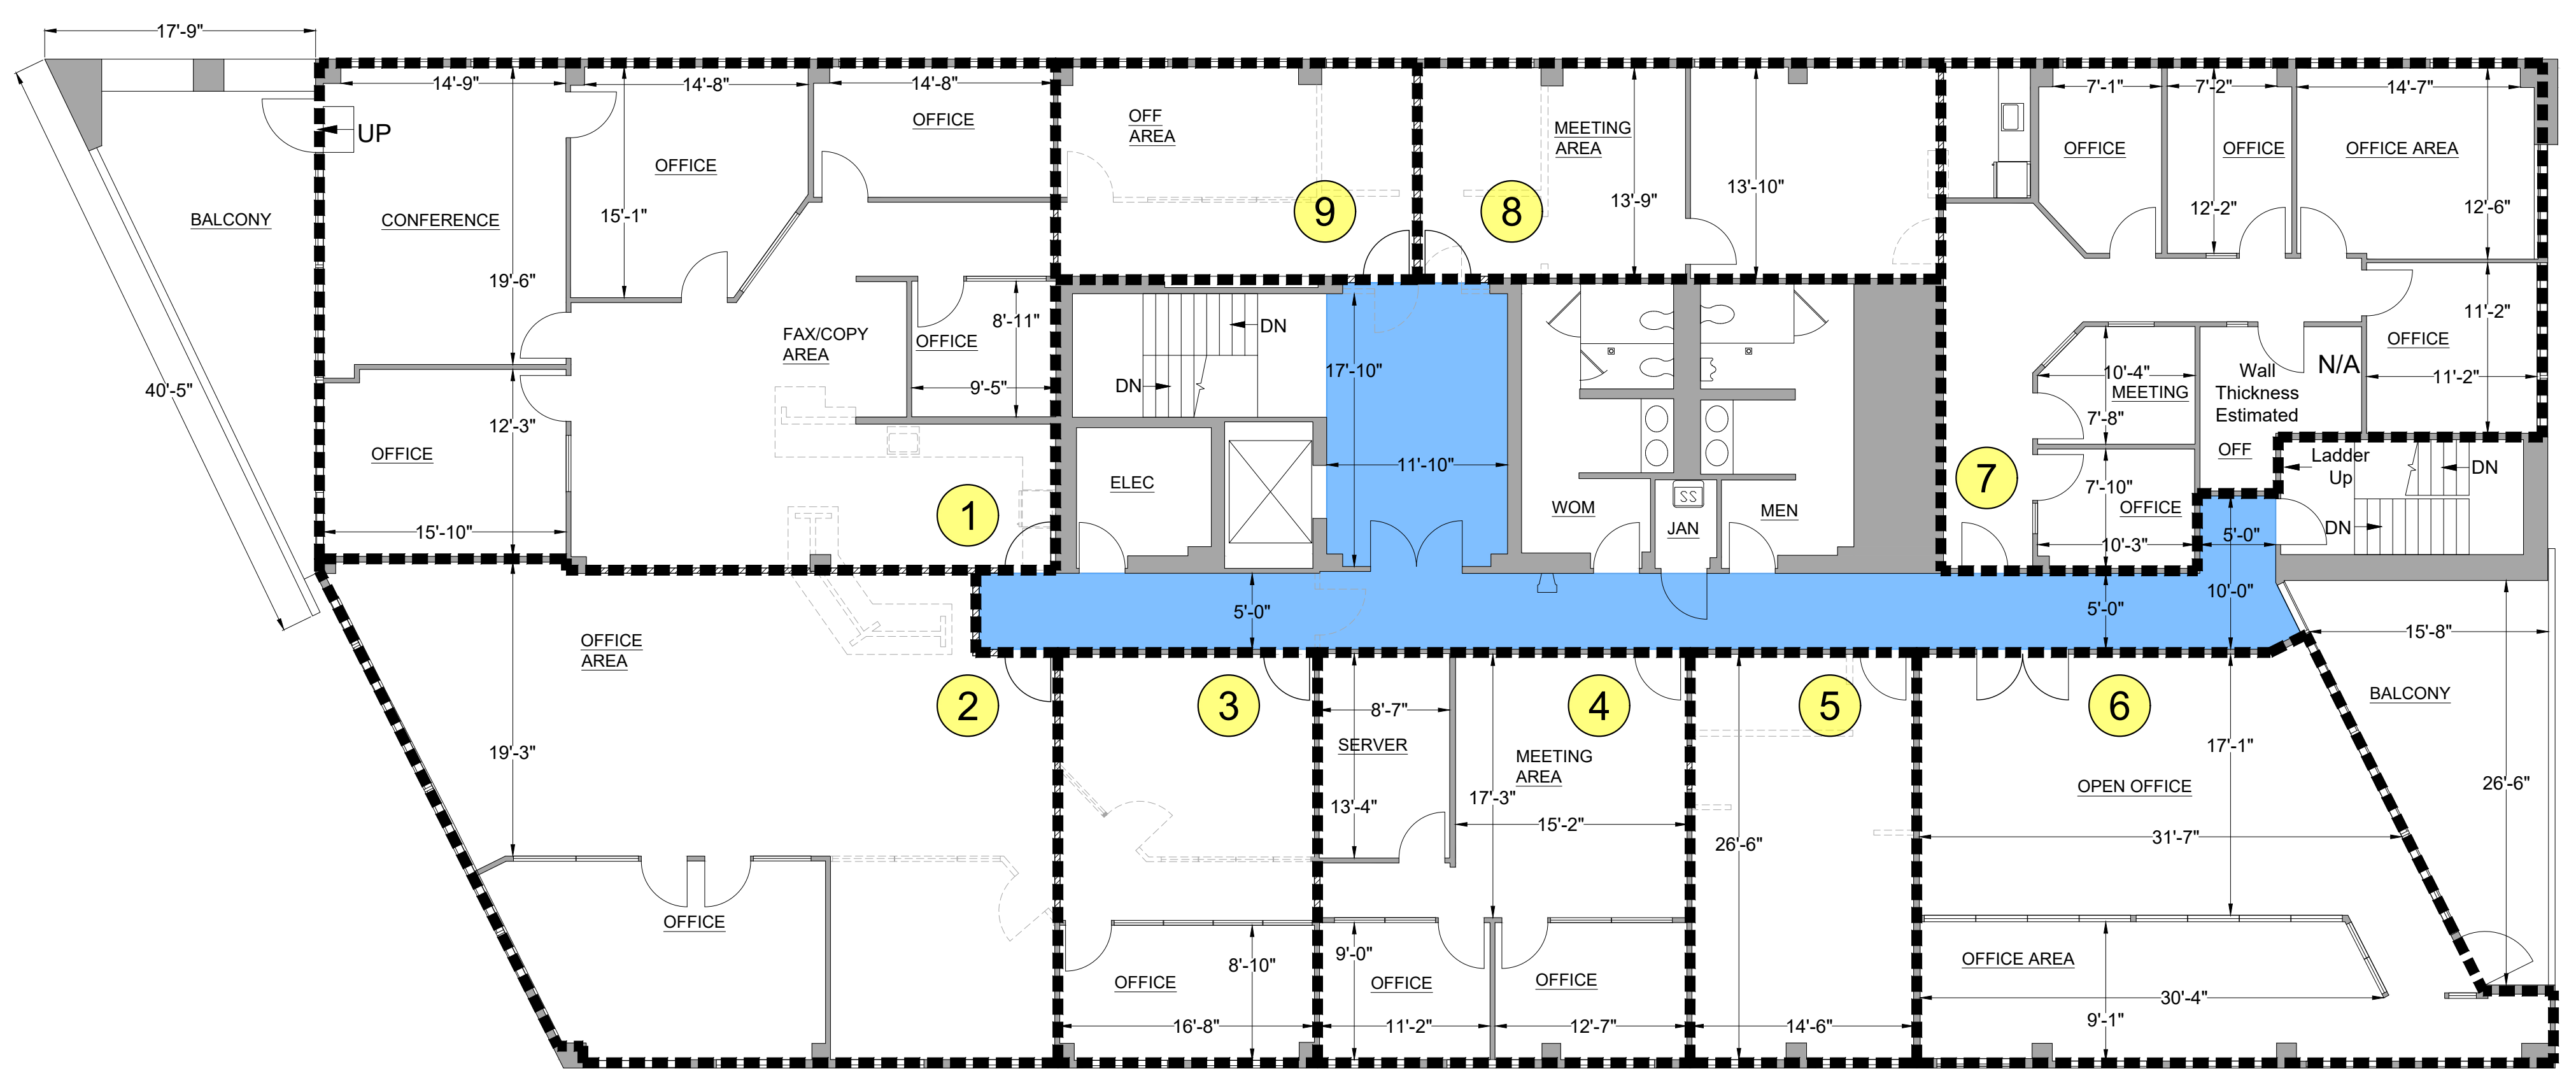 17'-9"
14'-9"
14'-8"
14'-8"
7'-1"
7'-2"
14'-7"
OFFICE
OFF
AREA
MEETING
AREA
UP
OFFICE
OFFICE
OFFICE
OFFICE AREA
BALCONY
CONFERENCE
15'-1"
9
8
13'-9"
13'-10"
12'-2"
12'-6"
19'-6"
FAX/COPY
AREA
8'-11"
OFFICE
DN
11'-2"
OFFICE
40'-5"
9'-5"
DN
17'-10"
10'-4"
MEETING
Wall
Thickness
Estimated
N/A
11'-2"
12'-3"
OFFICE
7'-8"
OFF
11'-10"
ELEC
7
Ladder
Up
DN
1
WOM
SS
JAN
MEN
7'-10"
OFFICE
15'-10"
10'-3"
5'-0"
DN
10'-0"
5'-0"
5'-0"
OFFICE
AREA
15'-8"
BALCONY
2
3
8'-7"
SERVER
4
5
6
19'-3"
MEETING
AREA
17'-1"
OPEN OFFICE
26'-6"
13'-4"
17'-3"
15'-2"
26'-6"
31'-7"
OFFICE
9'-0"
8'-10"
OFFICE
OFFICE
OFFICE
OFFICE AREA
30'-4"
16'-8"
11'-2"
12'-7"
14'-6"
9'-1"